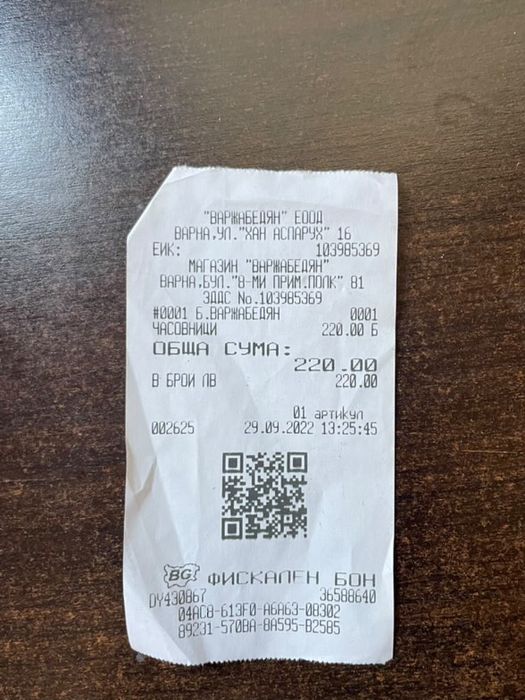 "ВАРЖАБЕДЯН" ЕООД
ВАРНА,УЛ."ХАН АСПАРУХ" 16
ЕИК: 103985369
МАГАЗИН "ВАРЖАБЕДЯН"
ВАРНА,БУЛ."8-МИ ПРИМ.ПОЛК" 81
ЗДДС No.103985369
#0001 Б.ВАРЖАБЕДЯН 0001
ЧАСОВНИЦИ 220.00 Б
ОБЩА СУМА:
220.00
В БРОИ ЛВ 220.00
01 артикул
002625 29.09.2022 13:25:45
BG ФИСКАЛЕН БОН
DY430867 36588640
04AC8-613F0-A6A63-08302
89231-570BA-8A595-B2585